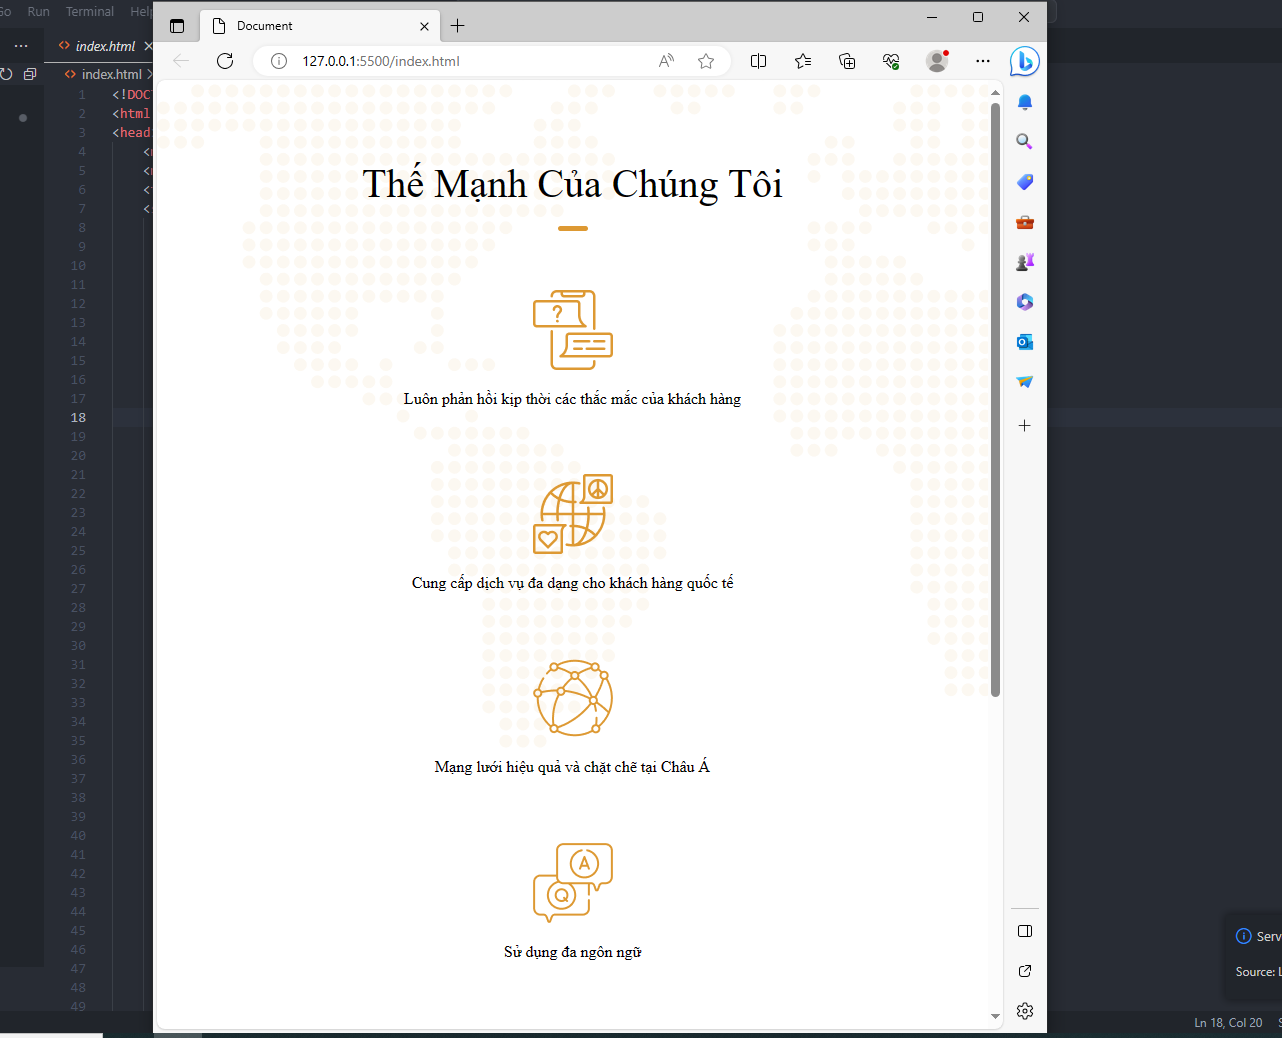 Go Run Terminal Help
Document
index.html
127.0.0.1:5500/index.html
index.html
1 <!DOCT
2 <html
3 <head
4 <
5 <
6 <
7 <
8
9
10
11
12
13
14
15
16
17
18
19
20
21
22
23
24
25
26
27
28
29
30
31
32
33
34
35
36
37
38
39
40
41
42
43
44
45
46
47
48
49
Thế Mạnh Của Chúng Tôi
?
Luôn phản hồi kịp thời các thắc mắc của khách hàng
Cung cấp dịch vụ đa dạng cho khách hàng quốc tế
Mạng lưới hiệu quả và chặt chẽ tại Châu Á
A
Q
Sử dụng đa ngôn ngữ
Serv
Source: L
Ln 18, Col 20